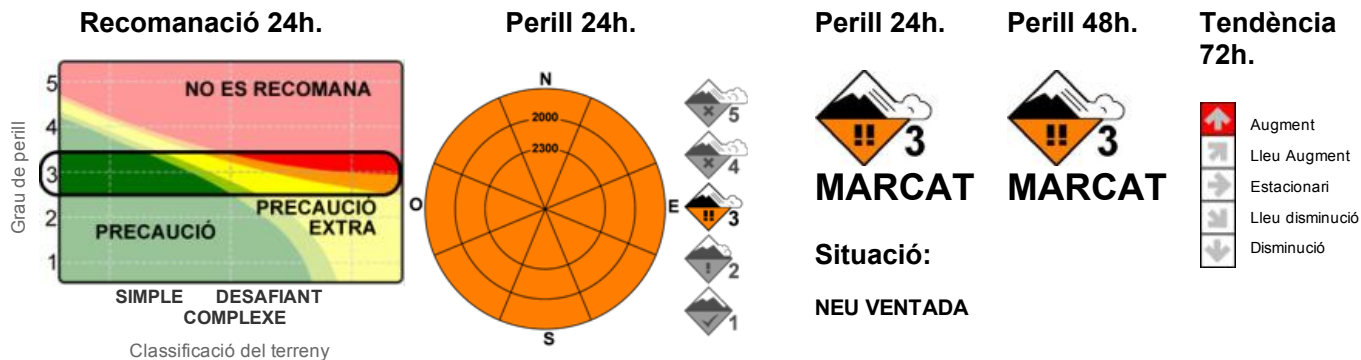 Recomanació 24h.
Grau de perill
5
4
3
2
1
NO ES RECOMANA
PRECAUCIÓ
EXTRA
PRECAUCIÓ
SIMPLE DESAFIANT
COMPLEXE
Classificació del terreny
Perill 24h.
N
2000
2300
O
E
S
5
4
3
2
1
Perill 24h.
3
MARCAT
Situació:
NEU VENTADA
Perill 48h.
3
MARCAT
Tendència
72h.
Augment
Lleu Augment
Estacionari
Lleu disminució
Disminució